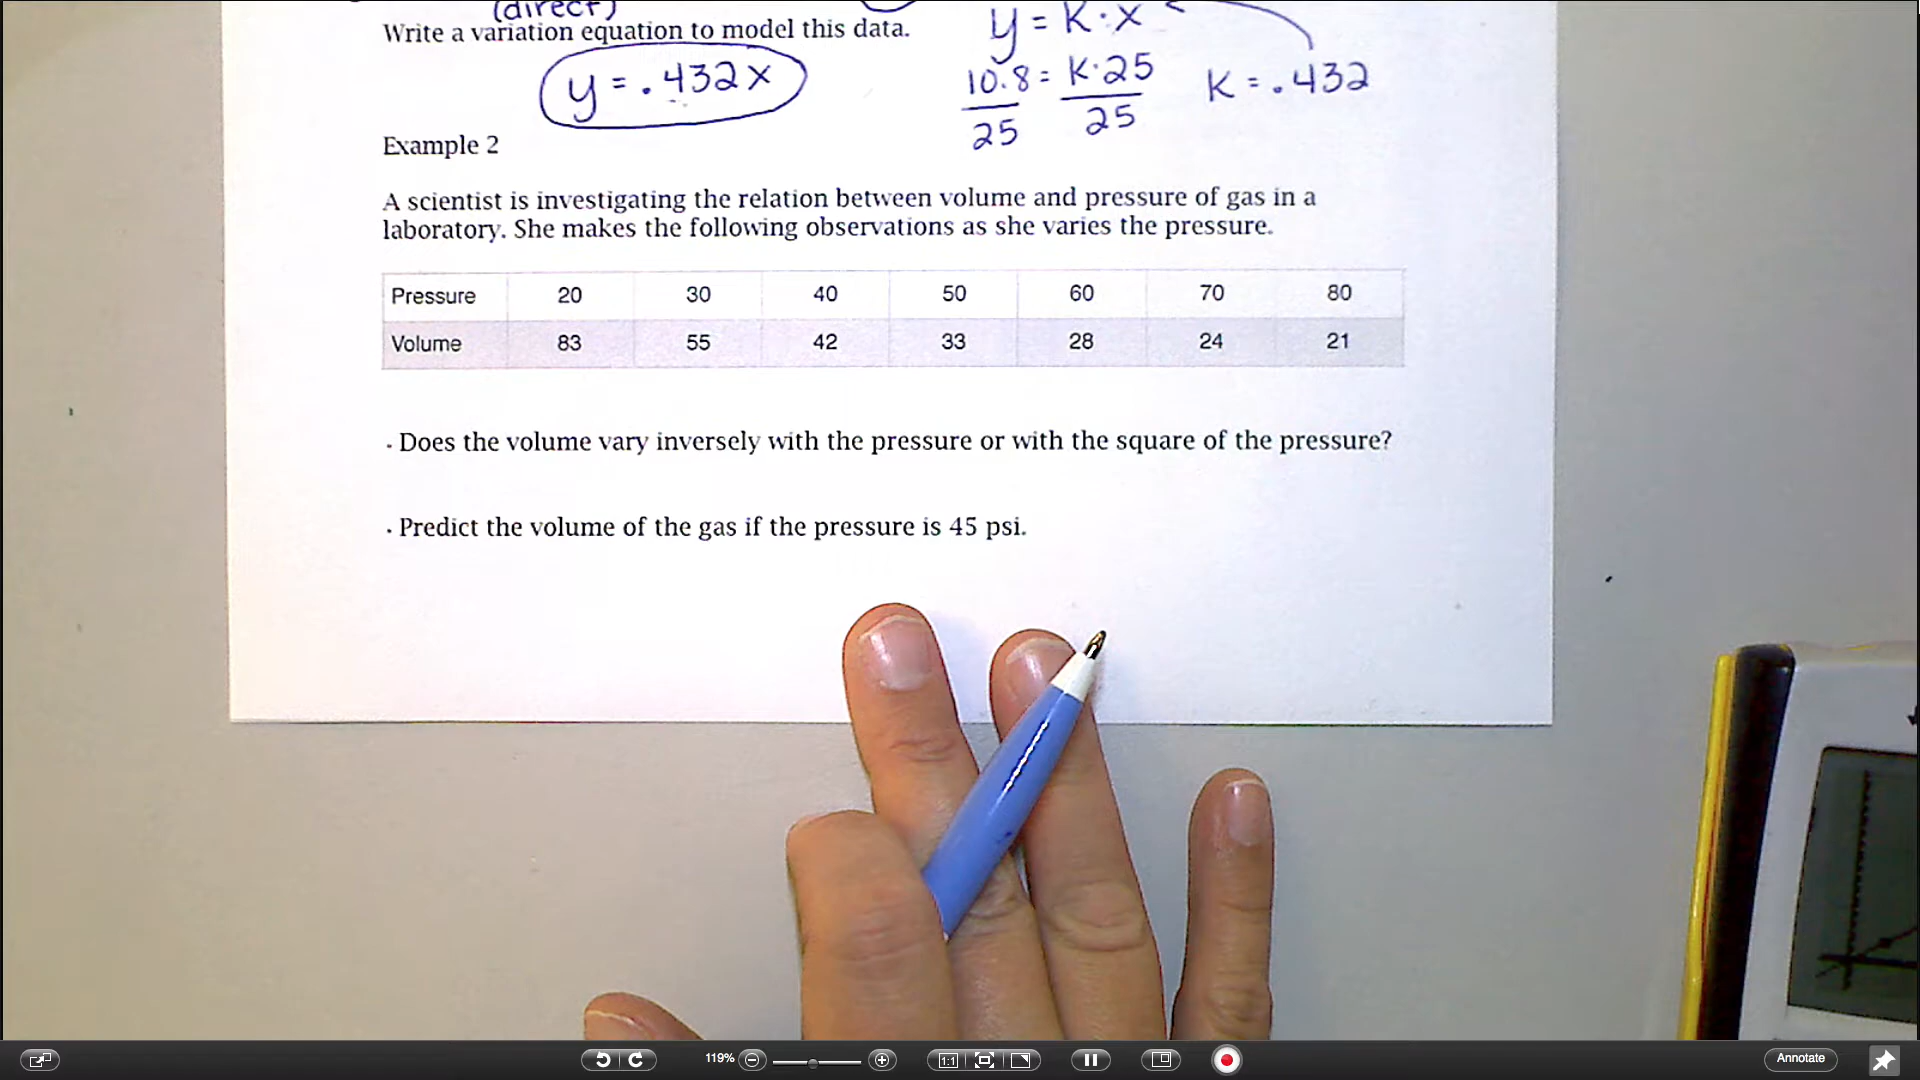 (direct)
Write a variation equation to model this data.
y = K·x
y = .432x
10.8 = K·25
25 25
K = .432
Example 2
A scientist is investigating the relation between volume and pressure of gas in a
laboratory. She makes the following observations as she varies the pressure.
Pressure 20 30 40 50 60 70 80
Volume 83 55 42 33 28 24 21
· Does the volume vary inversely with the pressure or with the square of the pressure?
· Predict the volume of the gas if the pressure is 45 psi.
119%
1:1
Annotate